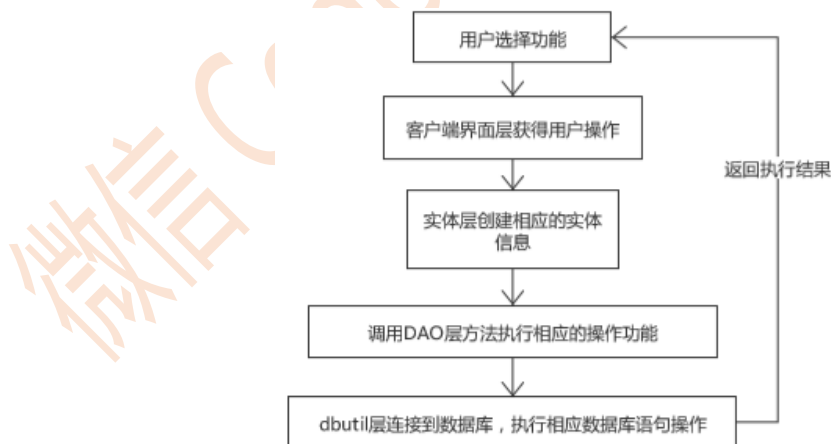 用户选择功能
客户端界面层获得用户操作
返回执行结果
实体层创建相应的实体
信息
调用DAO层方法执行相应的操作功能
dbutil层连接到数据库，执行相应数据库语句操作
微信